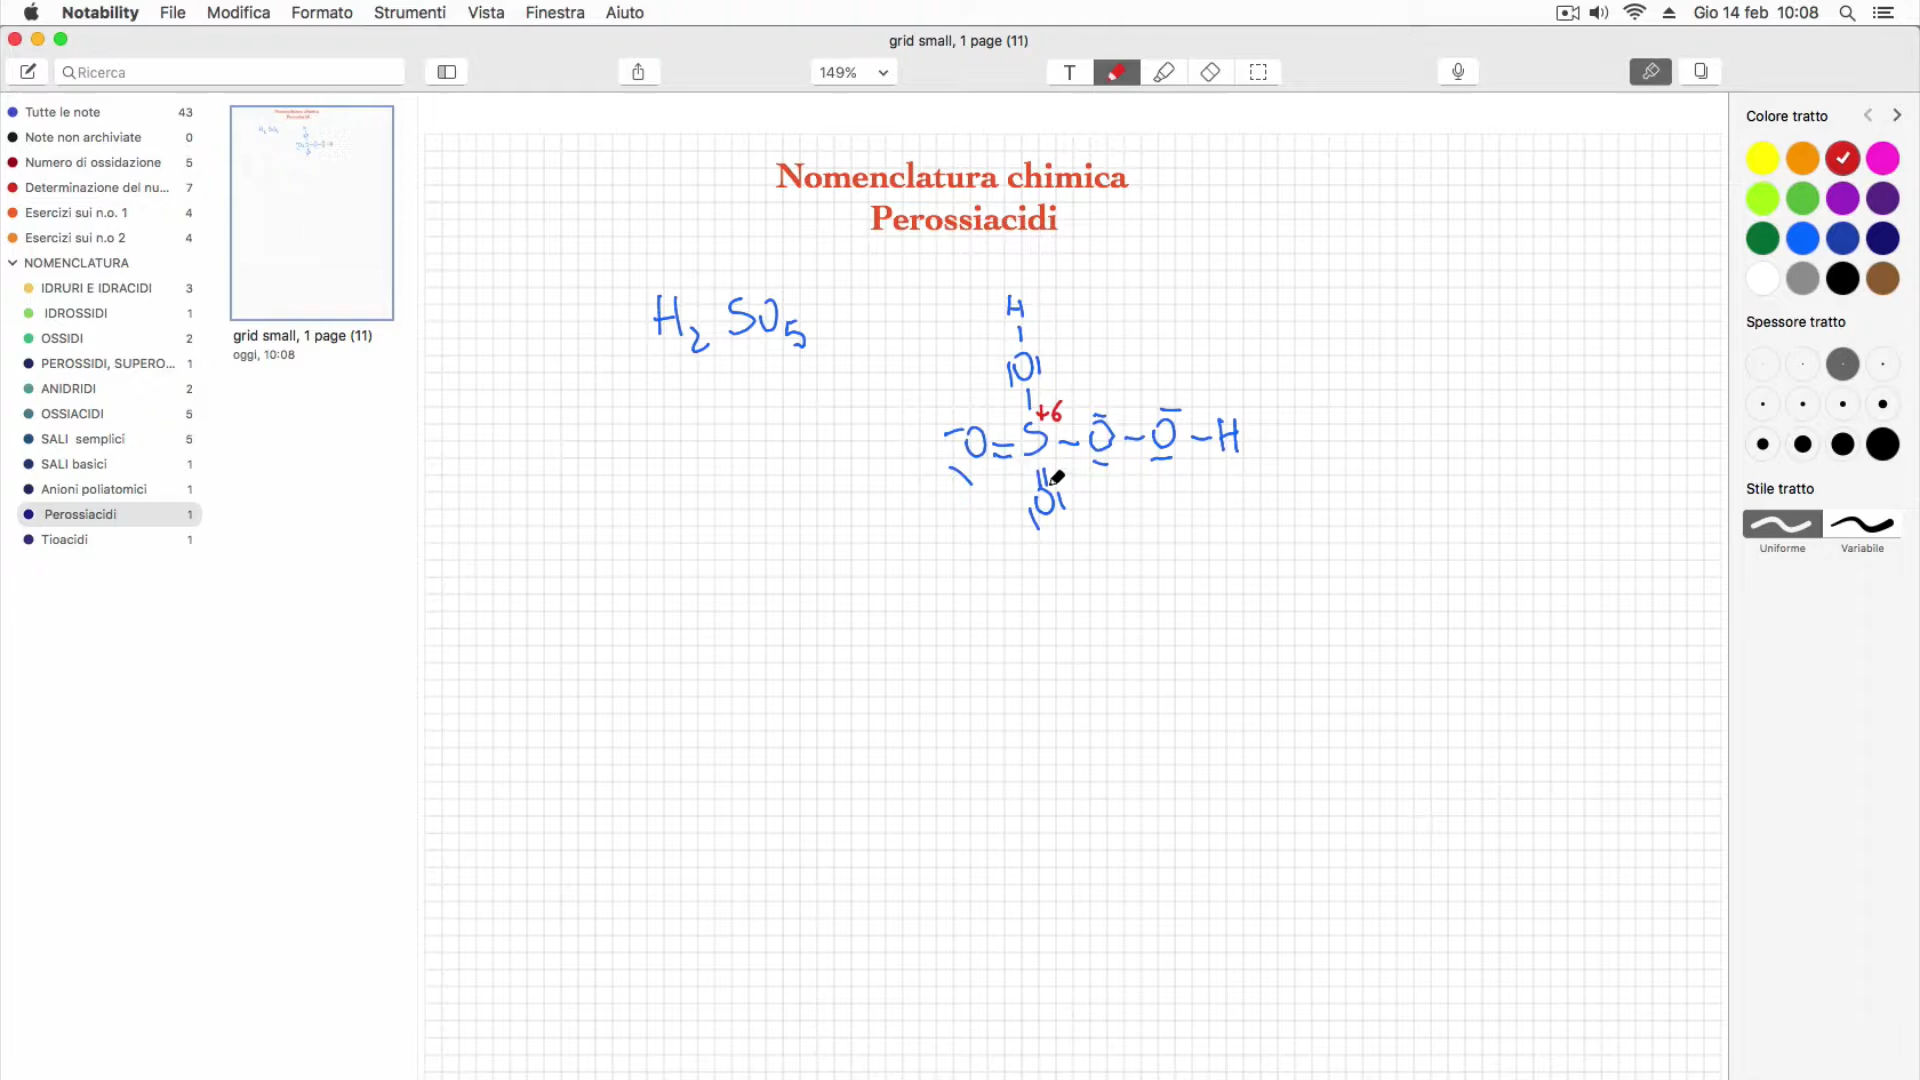 Notability File Modifica Formato Strumenti Vista Finestra Aiuto Gio 14 feb 10:08
grid small, 1 page (11)
Ricerca 149% T
Tutte le note 43
Note non archiviate 0
Numero di ossidazione 5
Determinazione del nu... 7
Esercizi sui n.o. 1 4
Esercizi sui n.o 2 4
NOMENCLATURA
IDRURI E IDRACIDI 3
IDROSSIDI 1
OSSIDI 2
PEROSSIDI, SUPERO... 1
ANIDRIDI 2
OSSIACIDI 5
SALI semplici 5
SALI basici 1
Anioni poliatomici 1
Perossiacidi 1
Tioacidi 1
grid small, 1 page (11)
oggi, 10:08
Nomenclatura chimica
Perossiacidi
H2 SO5
H
O
+6
O=S-O-O-H
O
Colore tratto
Spessore tratto
Stile tratto
Uniforme Variabile